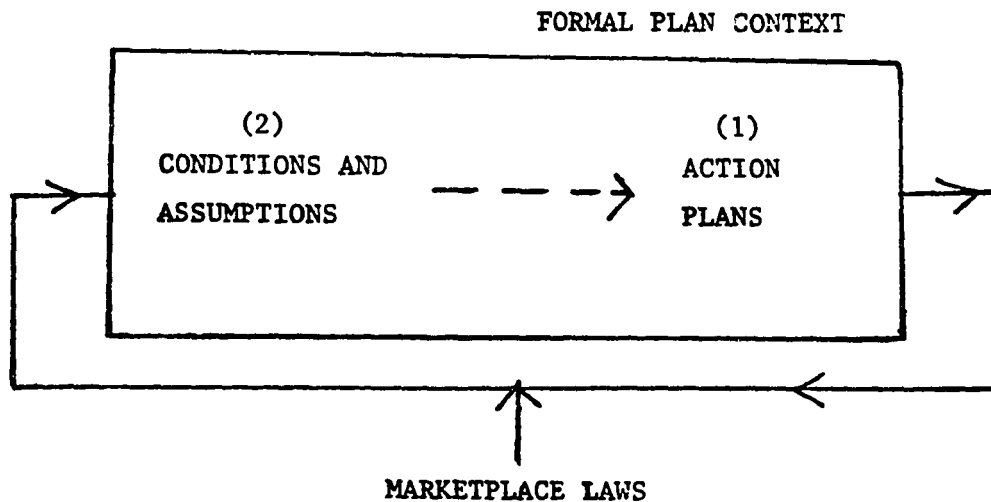 FORMAL PLAN CONTEXT
(2)
CONDITIONS AND
ASSUMPTIONS
(1)
ACTION
PLANS
MARKETPLACE LAWS